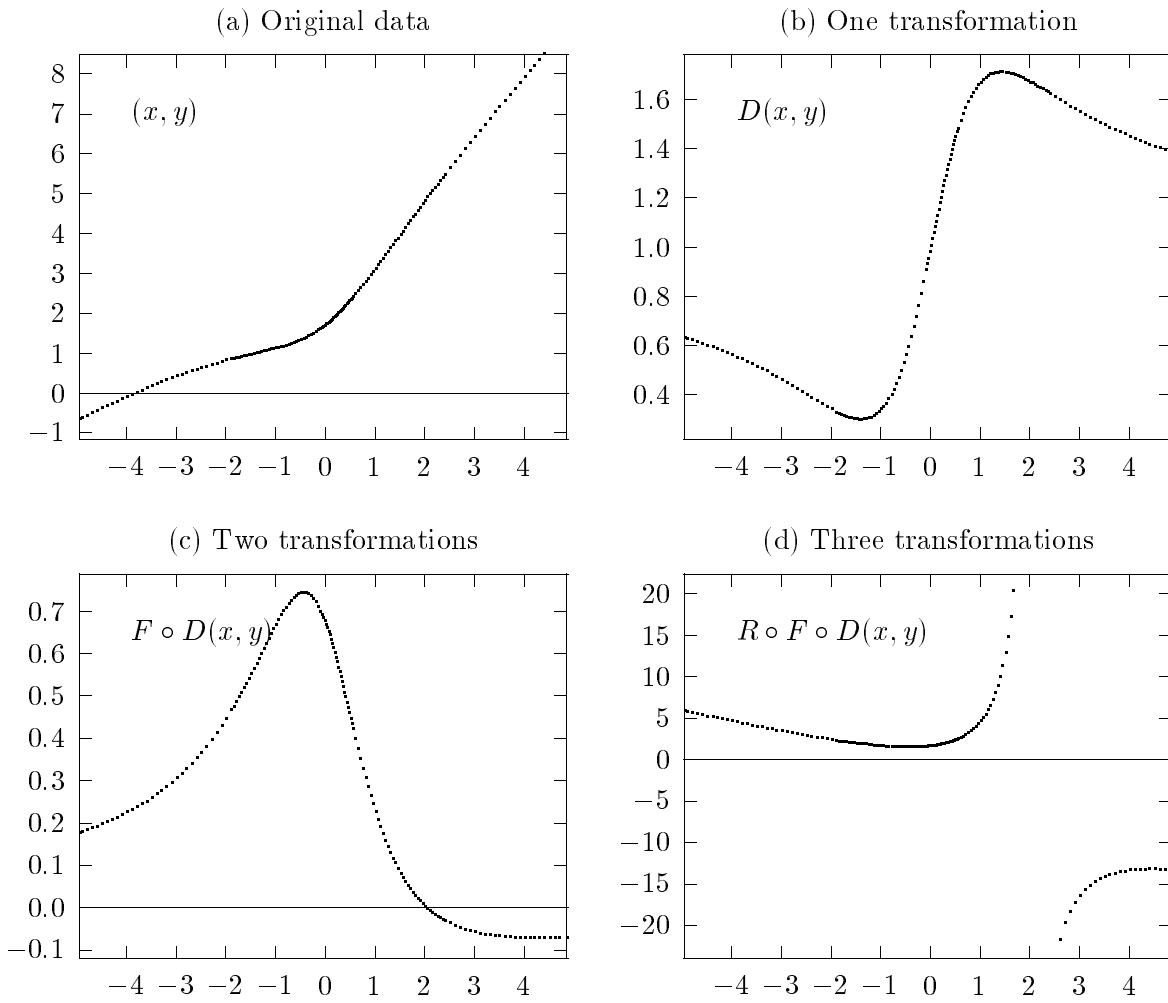 (a) Original data
8
7
6
5
4
3
2
1
0
−1
(x, y)
−4 −3 −2 −1 0 1 2 3 4
(b) One transformation
1.6
1.4
1.2
1.0
0.8
0.6
0.4
D(x, y)
−4 −3 −2 −1 0 1 2 3 4
(c) Two transformations
0.7
0.6
0.5
0.4
0.3
0.2
0.1
0.0
−0.1
F ∘ D(x, y)
−4 −3 −2 −1 0 1 2 3 4
(d) Three transformations
20
15
10
5
0
−5
−10
−15
−20
R ∘ F ∘ D(x, y)
−4 −3 −2 −1 0 1 2 3 4